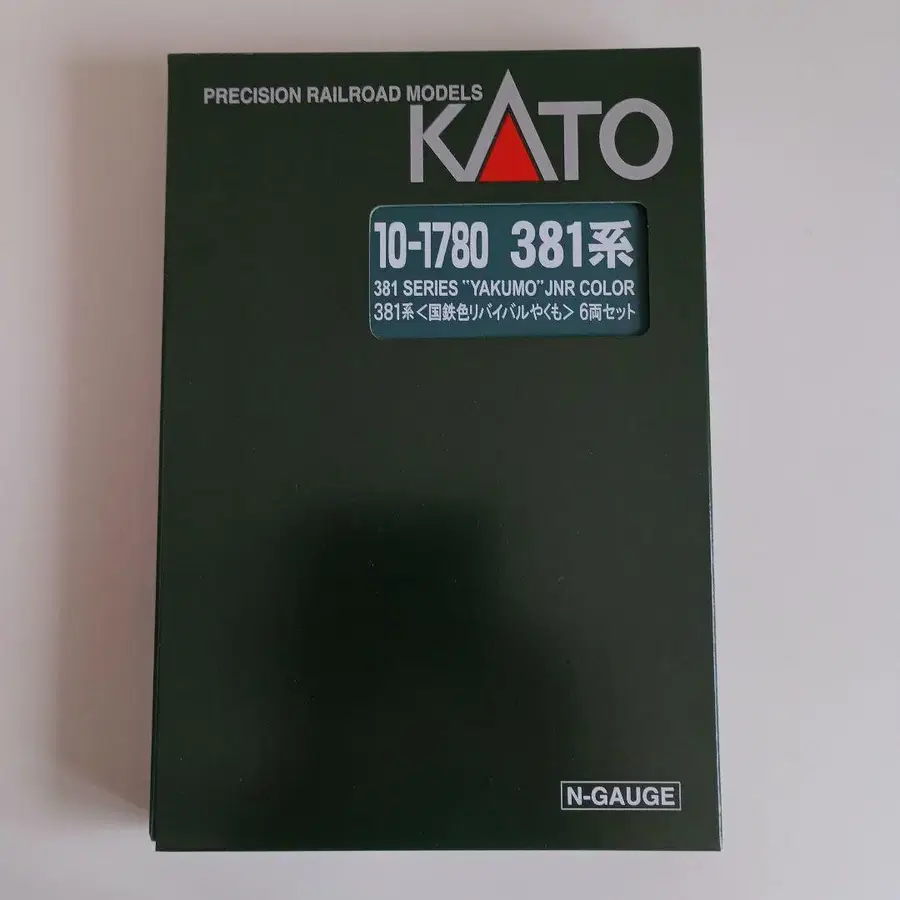 PRECISION RAILROAD MODELS
KATO
10-1780 381系
381 SERIES "YAKUMO" JNR COLOR
381系<国鉄色リバイバルやくも> 6両セット
N-GAUGE